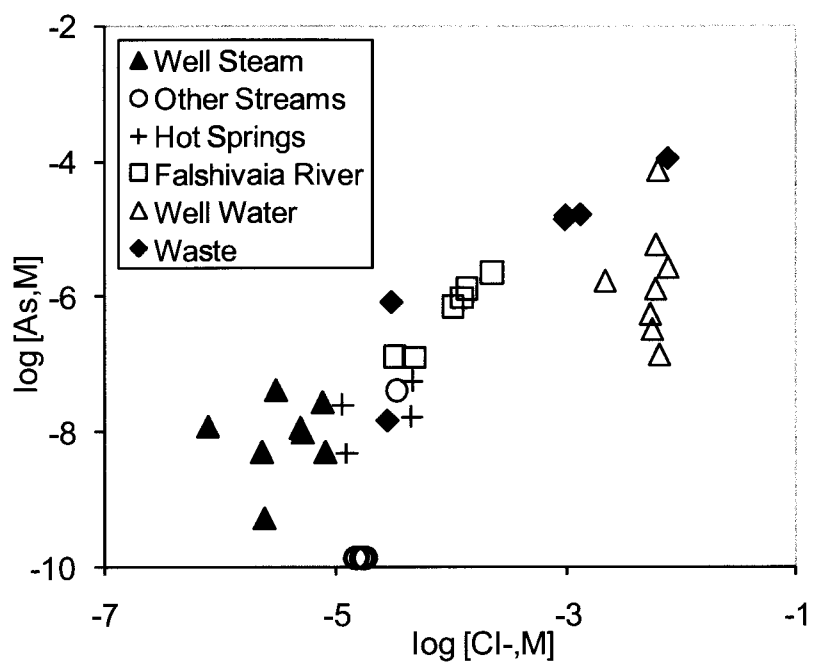 -2
Well Steam
Other Streams
Hot Springs
Falshivaia River
Well Water
Waste
-4
-6
-8
-10
log [As,M]
-7
-5
-3
-1
log [Cl-,M]